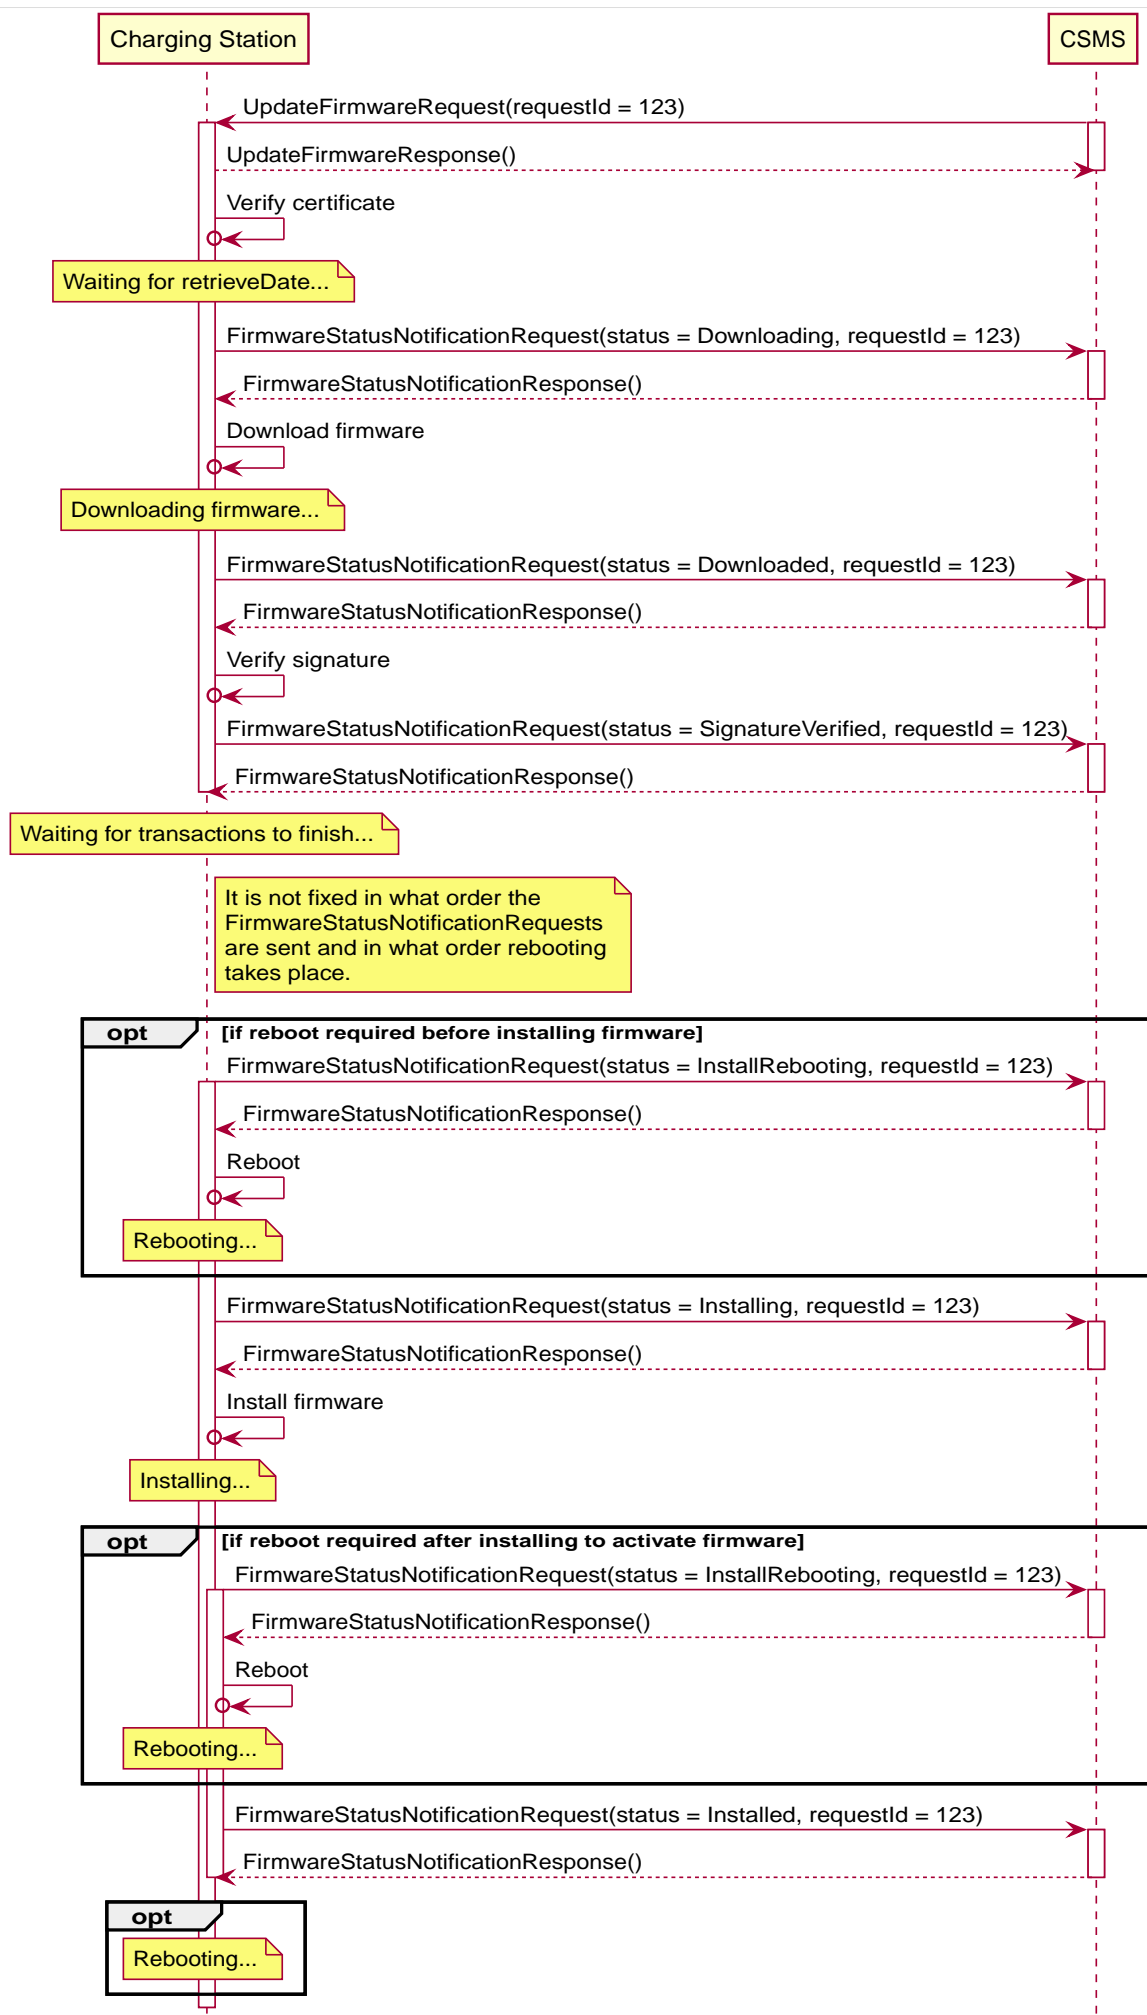 Charging Station
CSMS
UpdateFirmwareRequest(requestId = 123)
UpdateFirmwareResponse()
Verify certificate
Waiting for retrieveDate...
FirmwareStatusNotificationRequest(status = Downloading, requestId = 123)
FirmwareStatusNotificationResponse()
Download firmware
Downloading firmware...
FirmwareStatusNotificationRequest(status = Downloaded, requestId = 123)
FirmwareStatusNotificationResponse()
Verify signature
FirmwareStatusNotificationRequest(status = SignatureVerified, requestId = 123)
FirmwareStatusNotificationResponse()
Waiting for transactions to finish...
It is not fixed in what order the
FirmwareStatusNotificationRequests
are sent and in what order rebooting
takes place.
opt [if reboot required before installing firmware]
FirmwareStatusNotificationRequest(status = InstallRebooting, requestId = 123)
FirmwareStatusNotificationResponse()
Reboot
Rebooting...
FirmwareStatusNotificationRequest(status = Installing, requestId = 123)
FirmwareStatusNotificationResponse()
Install firmware
Installing...
opt [if reboot required after installing to activate firmware]
FirmwareStatusNotificationRequest(status = InstallRebooting, requestId = 123)
FirmwareStatusNotificationResponse()
Reboot
Rebooting...
FirmwareStatusNotificationRequest(status = Installed, requestId = 123)
FirmwareStatusNotificationResponse()
opt
Rebooting...